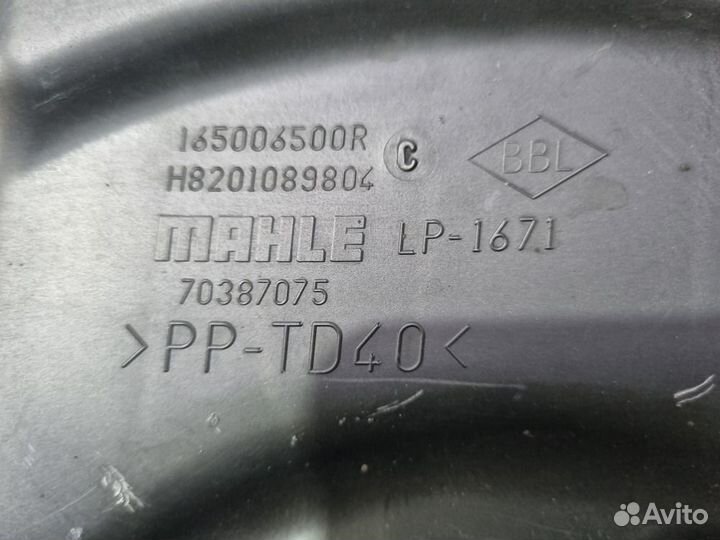 165006500R C BBL
H8201089804
MAHLE LP-1671
70387075
>PP-TD40<
Avito